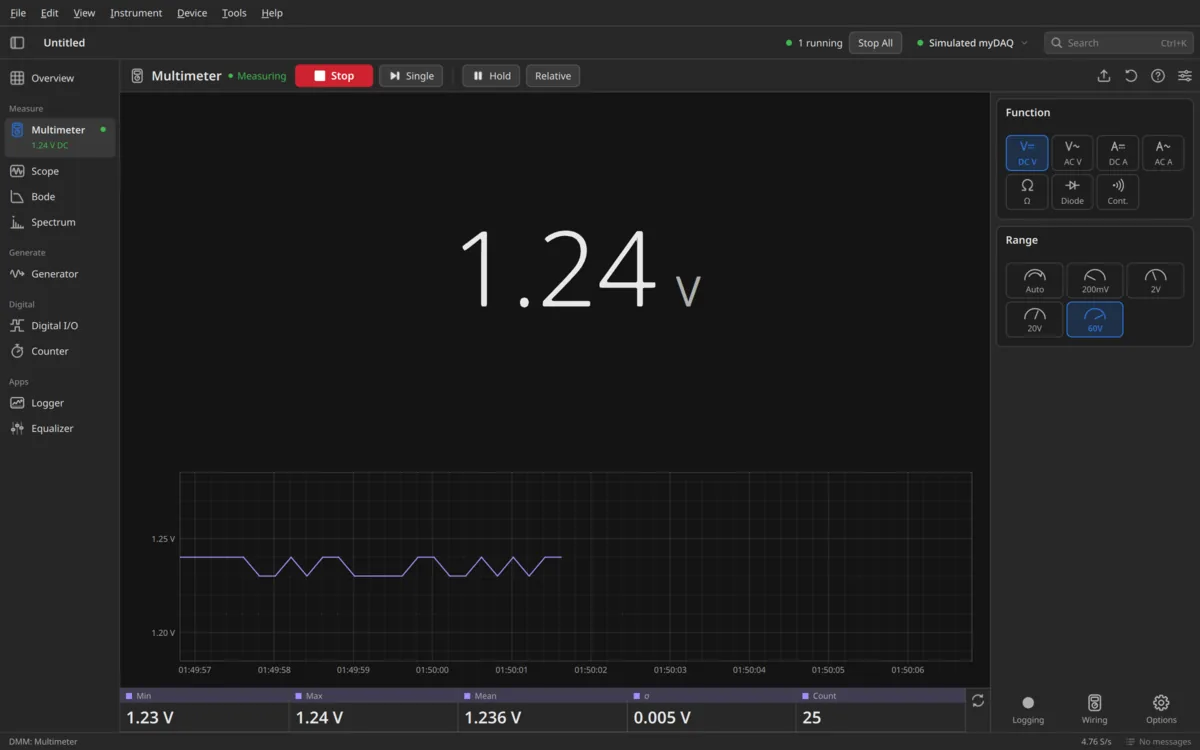 File Edit View Instrument Device Tools Help
Untitled
1 running Stop All Simulated myDAQ Search Ctrl+K
Overview
Measure
Multimeter
1.24 V DC
Scope
Bode
Spectrum
Generate
Generator
Digital
Digital I/O
Counter
Apps
Logger
Equalizer
Multimeter Measuring Stop Single Hold Relative
1.24 V
1.25 V
1.20 V
01:49:57 01:49:58 01:49:59 01:50:00 01:50:01 01:50:02 01:50:03 01:50:04 01:50:05 01:50:06
Min Max Mean σ Count
1.23 V 1.24 V 1.236 V 0.005 V 25
Function
V= V~ A= A~
DC V AC V DC A AC A
Ω
Ω Diode Cont.
Range
Auto 200mV 2V
20V 60V
Logging Wiring Options
DMM: Multimeter 4.76 S/s No messages